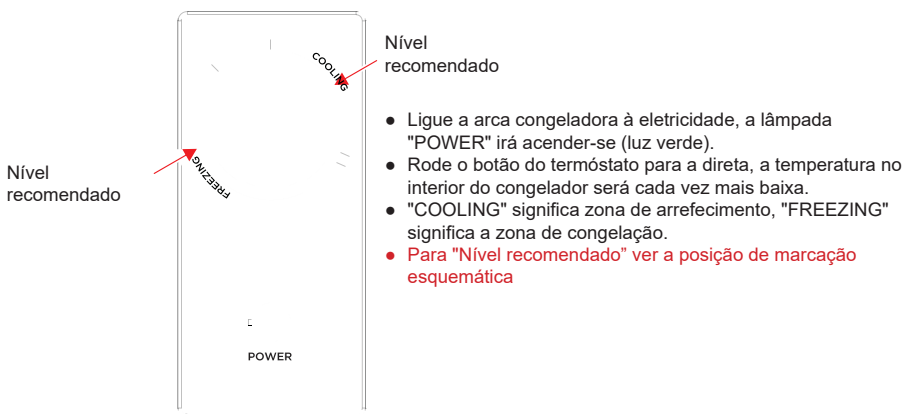 Nível
recomendado
COOLING
Nível
recomendado
FREEZING
● Ligue a arca congeladora à eletricidade, a lâmpada
"POWER" irá acender-se (luz verde).
● Rode o botão do termóstato para a direta, a temperatura no
interior do congelador será cada vez mais baixa.
● "COOLING" significa zona de arrefecimento, "FREEZING"
significa a zona de congelação.
● Para "Nível recomendado” ver a posição de marcação
esquemática
POWER